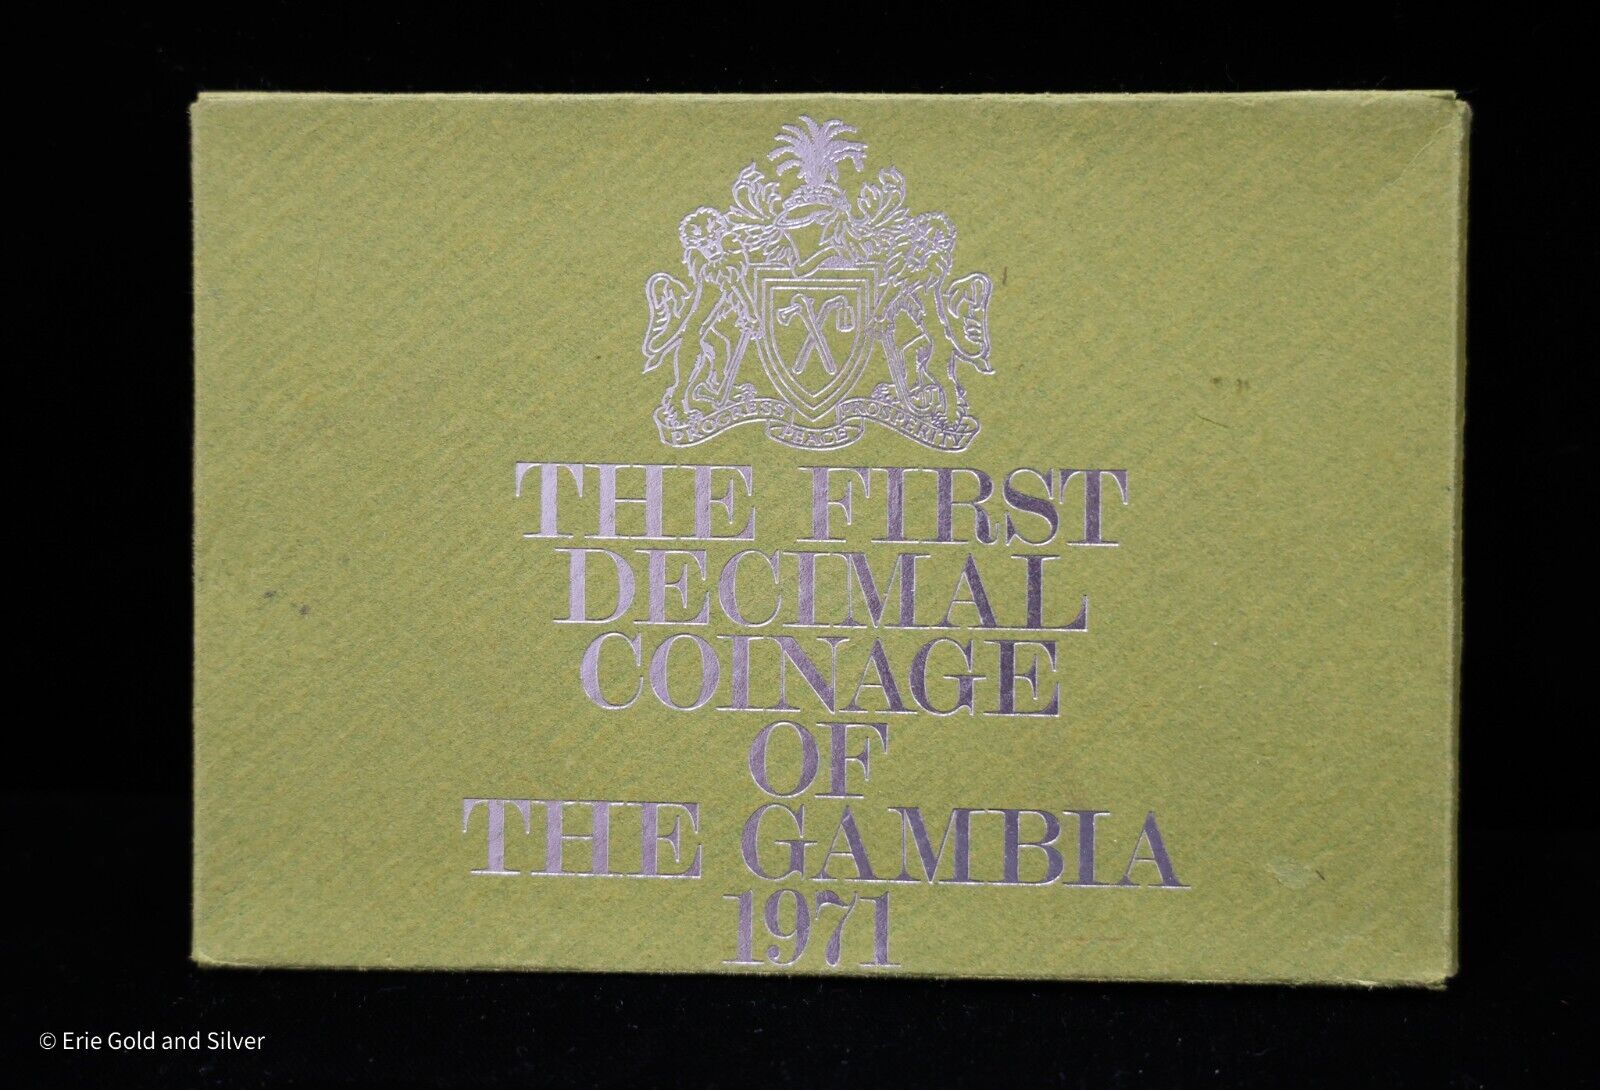 PROGRESS PEACE PROSPERITY
THE FIRST
DECIMAL
COINAGE
OF
THE GAMBIA
1971
© Erie Gold and Silver